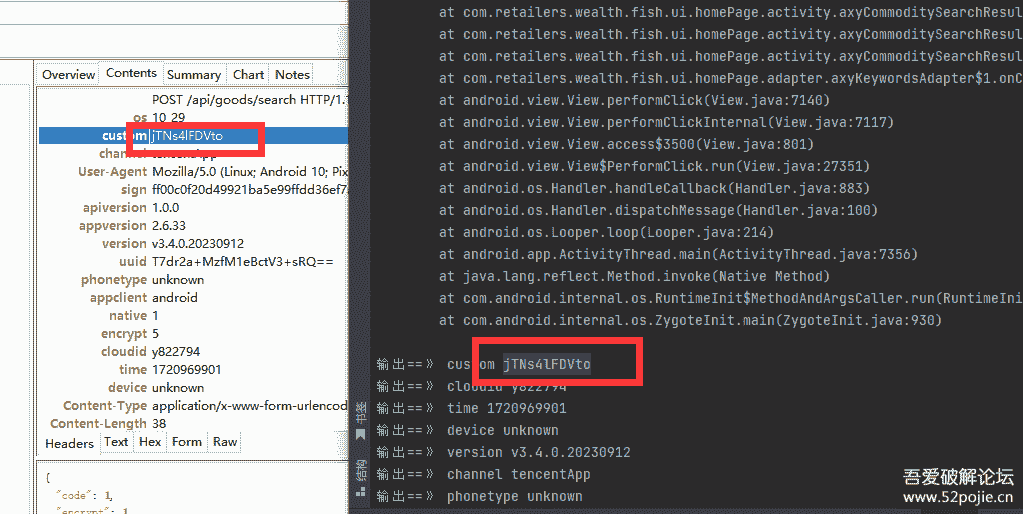 Overview Contents Summary Chart Notes
POST /api/goods/search HTTP/1.
os 10 29
custom jTNs4lFDVto
User-Agent Mozilla/5.0 (Linux; Android 10; Pix
sign ff00c0f20d49921ba5e99ffdd36ef7
apiversion 1.0.0
appversion 2.6.33
version v3.4.0.20230912
uuid T7dr2a+MzfM1eBctV3+sRQ==
phonetype unknown
appclient android
native 1
encrypt 5
cloudid y822794
time 1720969901
device unknown
Content-Type application/x-www-form-urlencod
Content-Length 38
Headers Text Hex Form Raw
{
"code": 1,
"encrypt": 1
at com.retailers.wealth.fish.ui.homePage.activity.axyCommoditySearchResul
at com.retailers.wealth.fish.ui.homePage.activity.axyCommoditySearchResul
at com.retailers.wealth.fish.ui.homePage.activity.axyCommoditySearchResul
at com.retailers.wealth.fish.ui.homePage.adapter.axyKeywordsAdapter$1.onC
at android.view.View.performClick(View.java:7140)
at android.view.View.performClickInternal(View.java:7117)
at android.view.View.access$3500(View.java:801)
at android.view.View$PerformClick.run(View.java:27351)
at android.os.Handler.handleCallback(Handler.java:883)
at android.os.Handler.dispatchMessage(Handler.java:100)
at android.os.Looper.loop(Looper.java:214)
at android.app.ActivityThread.main(ActivityThread.java:7356)
at java.lang.reflect.Method.invoke(Native Method)
at com.android.internal.os.RuntimeInit$MethodAndArgsCaller.run(RuntimeIni
at com.android.internal.os.ZygoteInit.main(ZygoteInit.java:930)
输出==》 custom jTNs4lFDVto
输出==》 cloudid y822794
输出==》 time 1720969901
输出==》 device unknown
输出==》 version v3.4.0.20230912
输出==》 channel tencentApp
输出==》 phonetype unknown
书签
结构
吾爱破解论坛
www.52pojie.cn